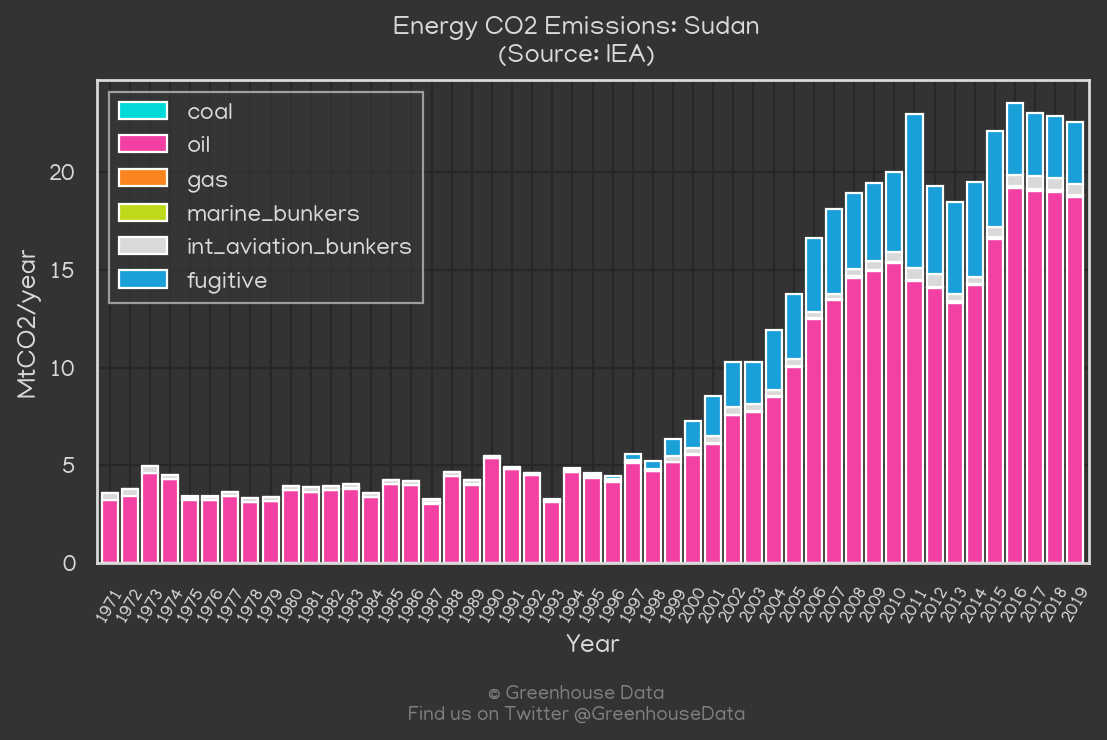 Energy CO2 Emissions: Sudan
(Source: IEA)
coal
oil
gas
marine_bunkers
int_aviation_bunkers
fugitive
MtCO2/year
20
15
10
5
0
1971 1972 1973 1974 1975 1976 1977 1978 1979 1980 1981 1982 1983 1984 1985 1986 1987 1988 1989 1990 1991 1992 1993 1994 1995 1996 1997 1998 1999 2000 2001 2002 2003 2004 2005 2006 2007 2008 2009 2010 2011 2012 2013 2014 2015 2016 2017 2018 2019
Year
© Greenhouse Data
Find us on Twitter @GreenhouseData